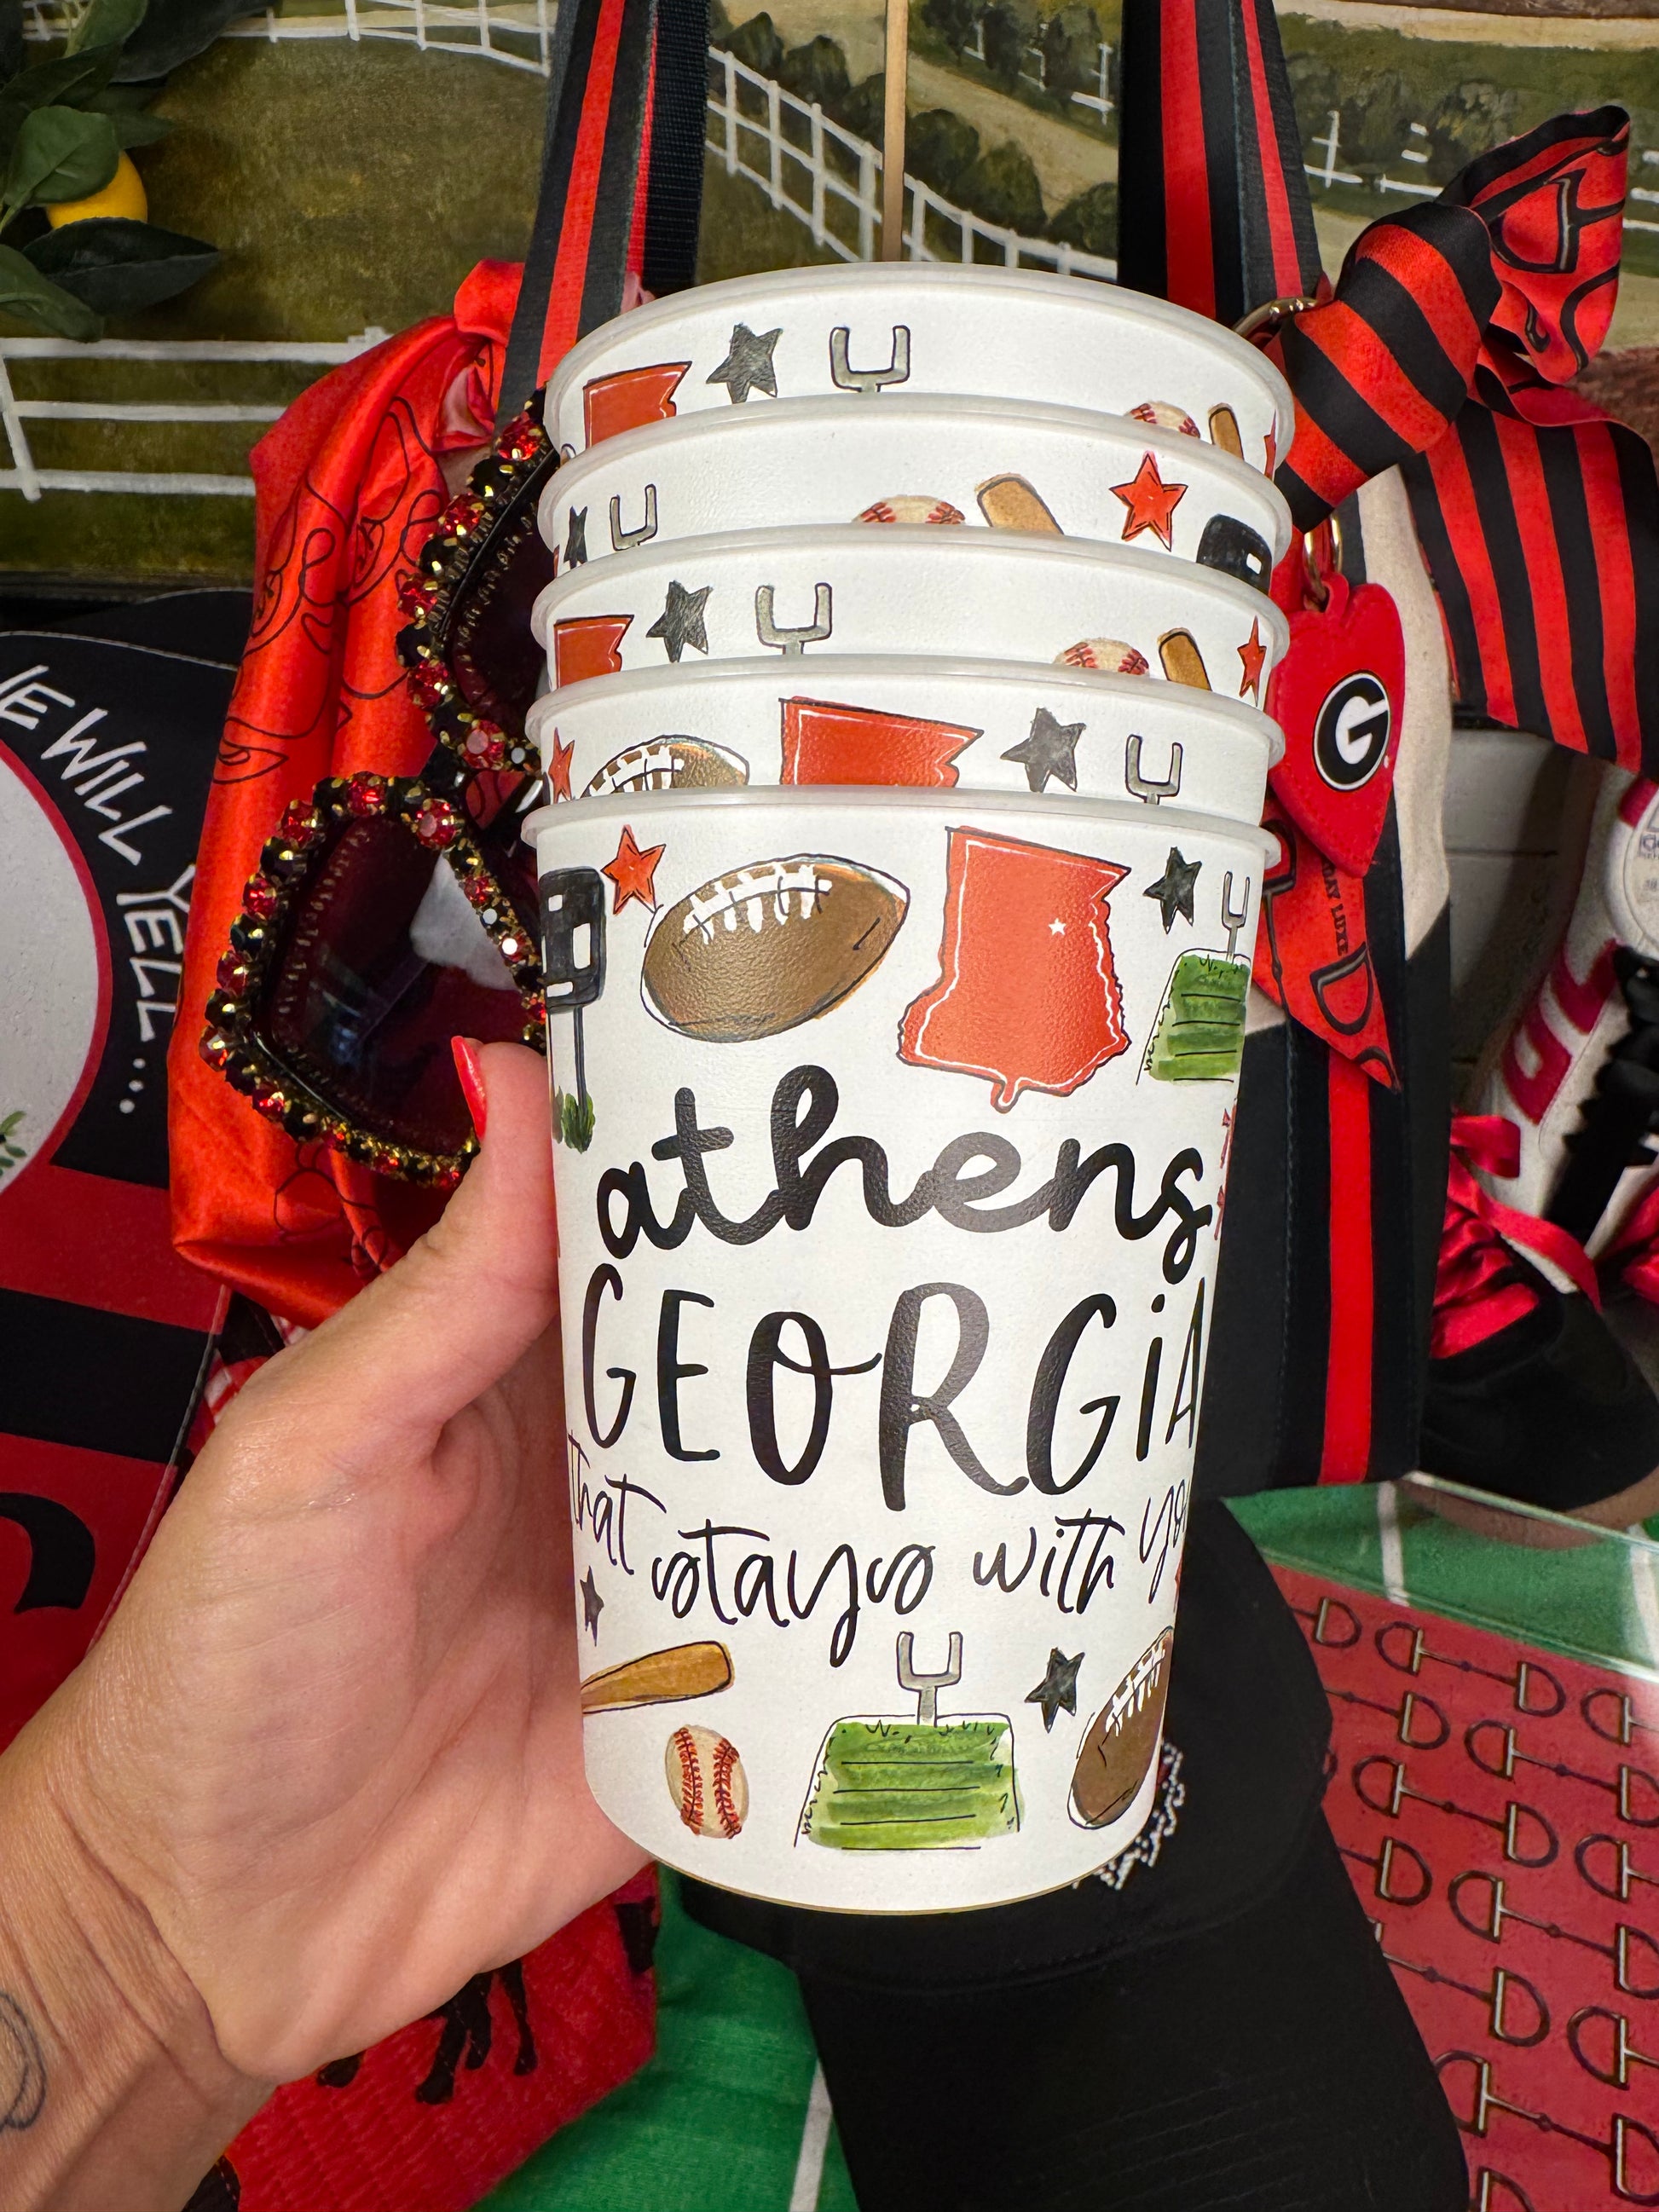 WE WILL YELL...
G
athens
GEORGiA
that stays with you